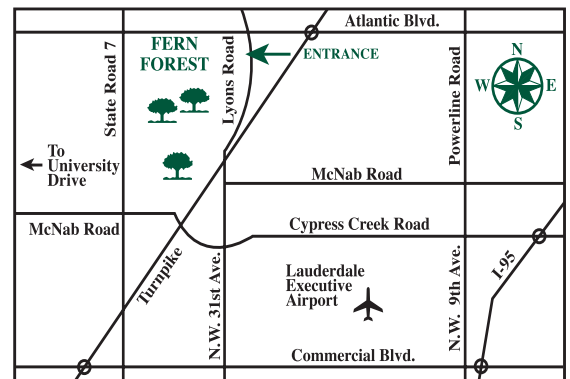 Atlantic Blvd.
FERN
FOREST
ENTRANCE
State Road 7
Lyons Road
Powerline Road
N
W
E
S
To
University
Drive
McNab Road
McNab Road
Cypress Creek Road
Turnpike
N.W. 31st Ave.
Lauderdale
Executive
Airport
N.W. 9th Ave.
I-95
Commercial Blvd.